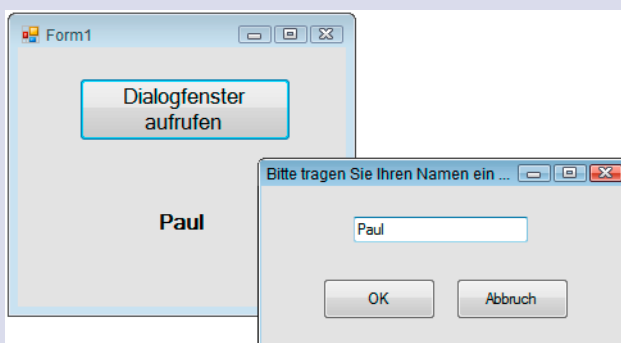 Form1
Dialogfenster
aufrufen
Paul
Bitte tragen Sie Ihren Namen ein ...
Paul
OK
Abbruch